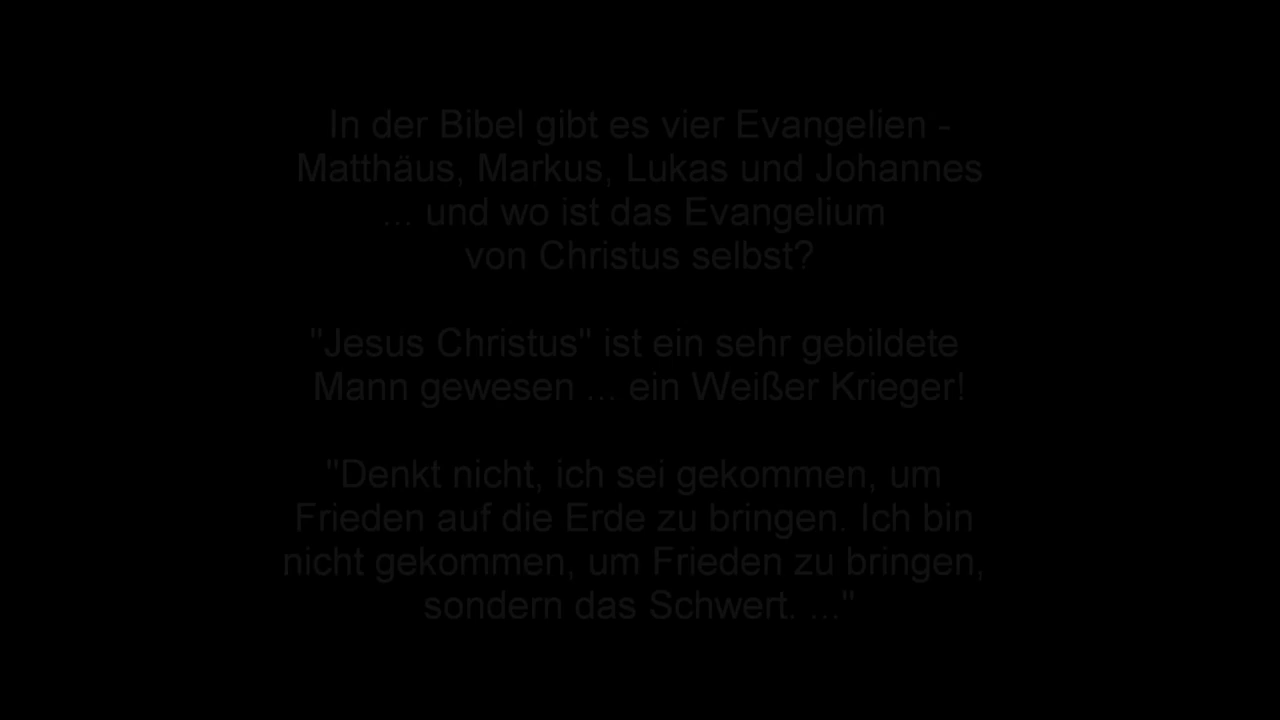 In der Bibel gibt es vier Evangelien -
Matthäus, Markus, Lukas und Johannes
... und wo ist das Evangelium
von Christus selbst?
"Jesus Christus" ist ein sehr gebildete
Mann gewesen ... ein Weißer Krieger!
"Denkt nicht, ich sei gekommen, um
Frieden auf die Erde zu bringen. Ich bin
nicht gekommen, um Frieden zu bringen,
sondern das Schwert. ..."